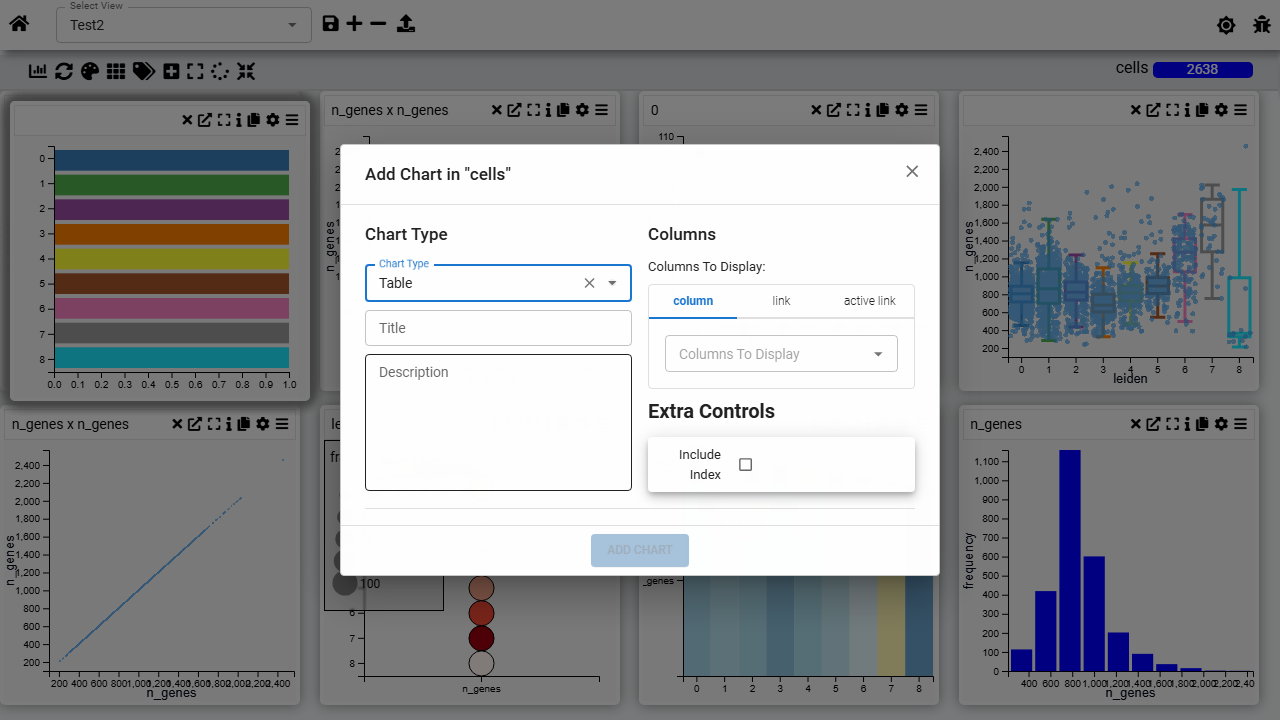 Select View
Test2
cells 2638
n_genes x n_genes
0
0
1
2
3
4
5
6
7
8
0.0 0.1 0.2 0.3 0.4 0.5 0.6 0.7 0.8 0.9 1.0
n_genes
110
2,400
2,200
2,000
1,800
1,600
1,400
1,200
1,000
800
600
400
200
n_genes
0 1 2 3 4 5 6 7 8
leiden
Add Chart in "cells"
Chart Type
Chart Type
Table
Title
Description
Columns
Columns To Display:
column link active link
Columns To Display
Extra Controls
Include
Index
ADD CHART
n_genes x n_genes
2,400
2,200
2,000
1,800
1,600
1,400
1,200
1,000
800
600
400
200
n_genes
200 400 600 800 1,000 1,200 1,400 1,600 1,800 2,000 2,200 2,400
n_genes
le
fr
100
6
7
8
n_genes
_genes
0 1 2 3 4 5 6 7 8
n_genes
1,100
1,000
900
800
700
600
500
400
300
200
100
0
frequency
400 600 800 1,000 1,200 1,400 1,600 1,800 2,000 2,200 2,40
n_genes